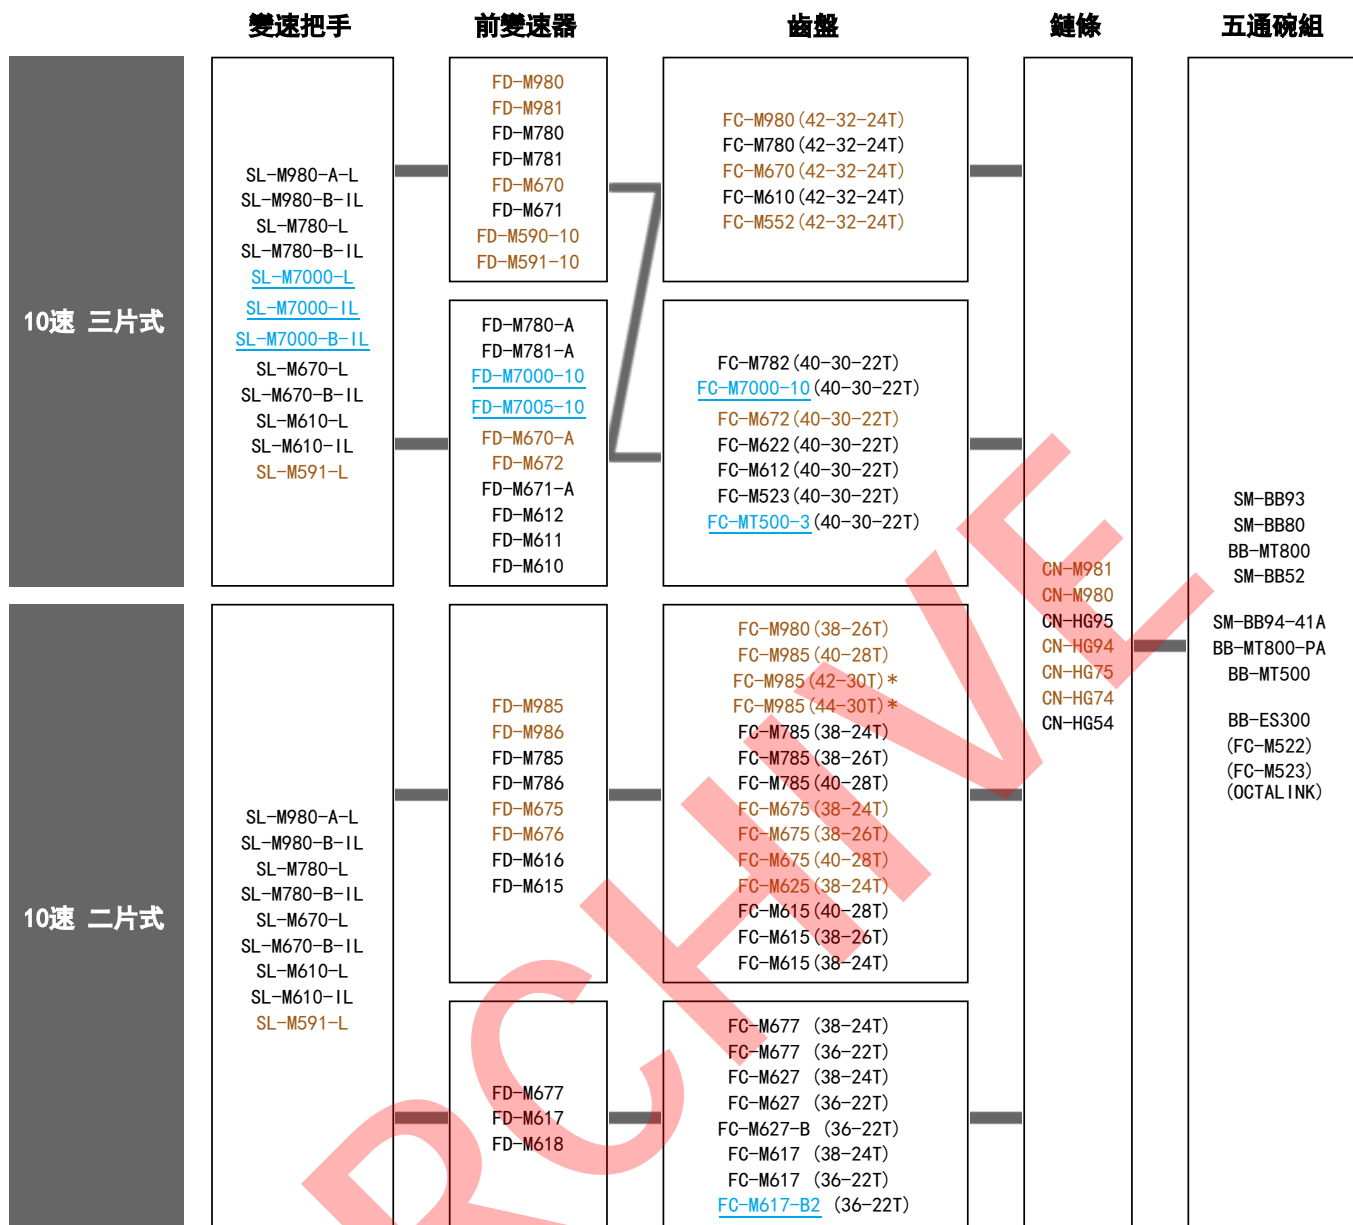 變速把手 前變速器 齒盤 鏈條 五通碗組
10速 三片式
SL-M980-A-L
SL-M980-B-IL
SL-M780-L
SL-M780-B-IL
SL-M7000-L
SL-M7000-IL
SL-M7000-B-IL
SL-M670-L
SL-M670-B-IL
SL-M610-L
SL-M610-IL
SL-M591-L
FD-M980
FD-M981
FD-M780
FD-M781
FD-M670
FD-M671
FD-M590-10
FD-M591-10
FD-M780-A
FD-M781-A
FD-M7000-10
FD-M7005-10
FD-M670-A
FD-M672
FD-M671-A
FD-M612
FD-M611
FD-M610
FC-M980(42-32-24T)
FC-M780(42-32-24T)
FC-M670(42-32-24T)
FC-M610(42-32-24T)
FC-M552(42-32-24T)
FC-M782(40-30-22T)
FC-M7000-10(40-30-22T)
FC-M672(40-30-22T)
FC-M622(40-30-22T)
FC-M612(40-30-22T)
FC-M523(40-30-22T)
FC-MT500-3(40-30-22T)
10速 二片式
SL-M980-A-L
SL-M980-B-IL
SL-M780-L
SL-M780-B-IL
SL-M670-L
SL-M670-B-IL
SL-M610-L
SL-M610-IL
SL-M591-L
FD-M985
FD-M986
FD-M785
FD-M786
FD-M675
FD-M676
FD-M616
FD-M615
FD-M677
FD-M617
FD-M618
FC-M980(38-26T)
FC-M985(40-28T)
FC-M985(42-30T)*
FC-M985(44-30T)*
FC-M785(38-24T)
FC-M785(38-26T)
FC-M785(40-28T)
FC-M675(38-24T)
FC-M675(38-26T)
FC-M675(40-28T)
FC-M625(38-24T)
FC-M615(40-28T)
FC-M615(38-26T)
FC-M615(38-24T)
FC-M677 (38-24T)
FC-M677 (36-22T)
FC-M627 (38-24T)
FC-M627 (36-22T)
FC-M627-B (36-22T)
FC-M617 (38-24T)
FC-M617 (36-22T)
FC-M617-B2 (36-22T)
CN-M981
CN-M980
CN-HG95
CN-HG94
CN-HG75
CN-HG74
CN-HG54
SM-BB93
SM-BB80
BB-MT800
SM-BB52
SM-BB94-41A
BB-MT800-PA
BB-MT500
BB-ES300
(FC-M522)
(FC-M523)
(OCTALINK)
RCHIVE